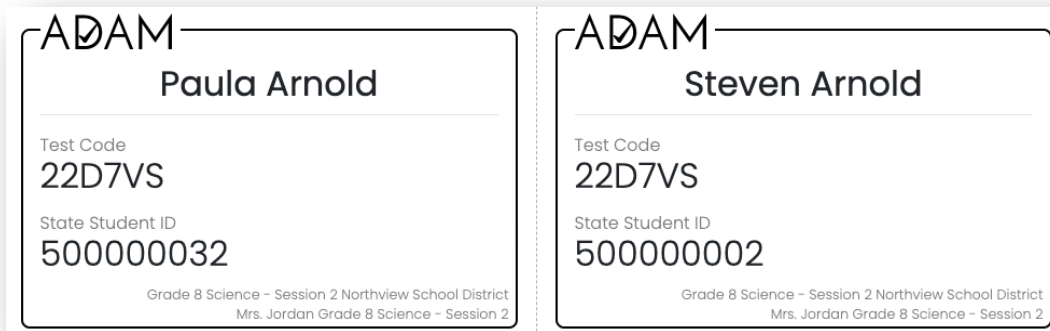 ADAM
Paula Arnold
Test Code
22D7VS
State Student ID
500000032
Grade 8 Science - Session 2 Northview School District
Mrs. Jordan Grade 8 Science - Session 2
ADAM
Steven Arnold
Test Code
22D7VS
State Student ID
500000002
Grade 8 Science - Session 2 Northview School District
Mrs. Jordan Grade 8 Science - Session 2